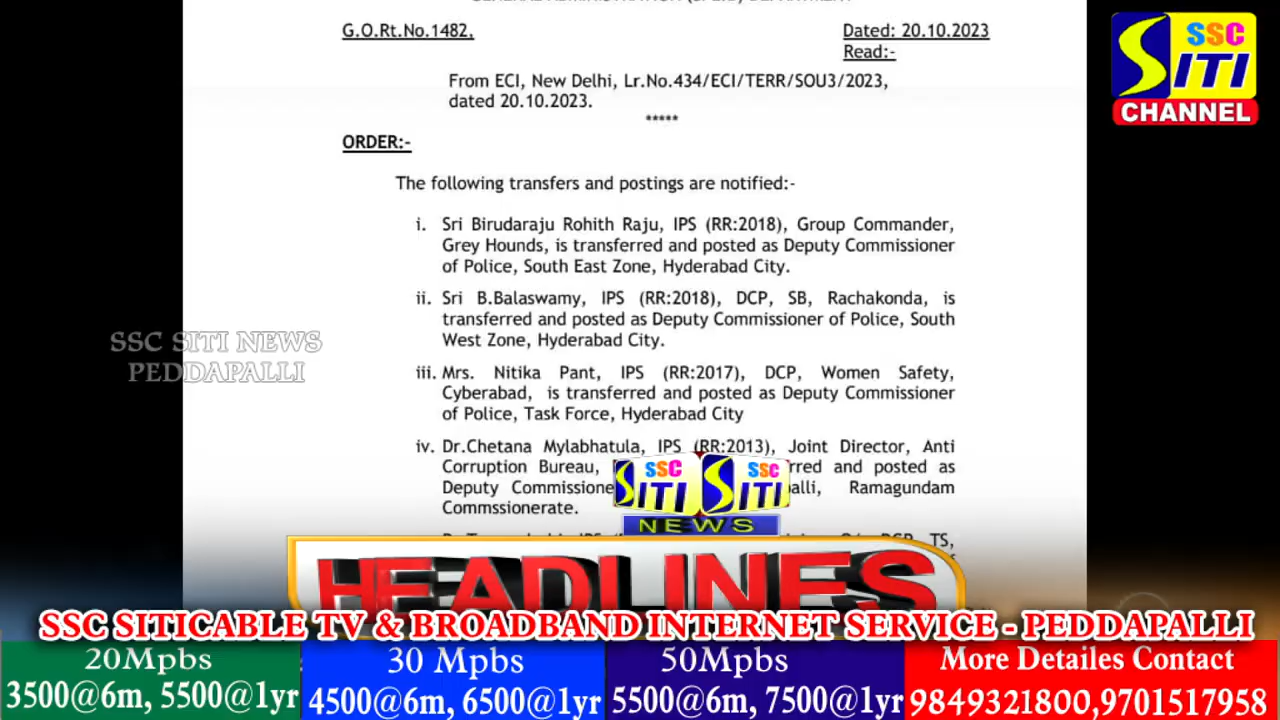 G.O.Rt.No.1482, Dated: 20.10.2023
Read:-
From ECI, New Delhi, Lr.No.434/ECI/TERR/SOU3/2023,
dated 20.10.2023.
*****
ORDER:-
The following transfers and postings are notified:-
i. Sri Birudaraju Rohith Raju, IPS (RR:2018), Group Commander,
Grey Hounds, is transferred and posted as Deputy Commissioner
of Police, South East Zone, Hyderabad City.
ii. Sri B.Balaswamy, IPS (RR:2018), DCP, SB, Rachakonda, is
transferred and posted as Deputy Commissioner of Police, South
West Zone, Hyderabad City.
iii. Mrs. Nitika Pant, IPS (RR:2017), DCP, Women Safety,
Cyberabad, is transferred and posted as Deputy Commissioner
of Police, Task Force, Hyderabad City
iv. Dr.Chetana Mylabhatula, IPS (RR:2013), Joint Director, Anti
Corruption Bureau, and posted as
Deputy Ramagundam
Commssionerate.
SSC
SITI
CHANNEL
SSC SITI NEWS
PEDDAPALLI
SSC SSC
SITI SITI
NEWS
HEADLINES
SSC SITICABLE TV & BROADBAND INTERNET SERVICE - PEDDAPALLI
20Mpbs
3500@6m, 5500@1yr
30 Mpbs
4500@6m, 6500@1yr
50Mpbs
5500@6m, 7500@1yr
More Detailes Contact
9849321800,9701517958